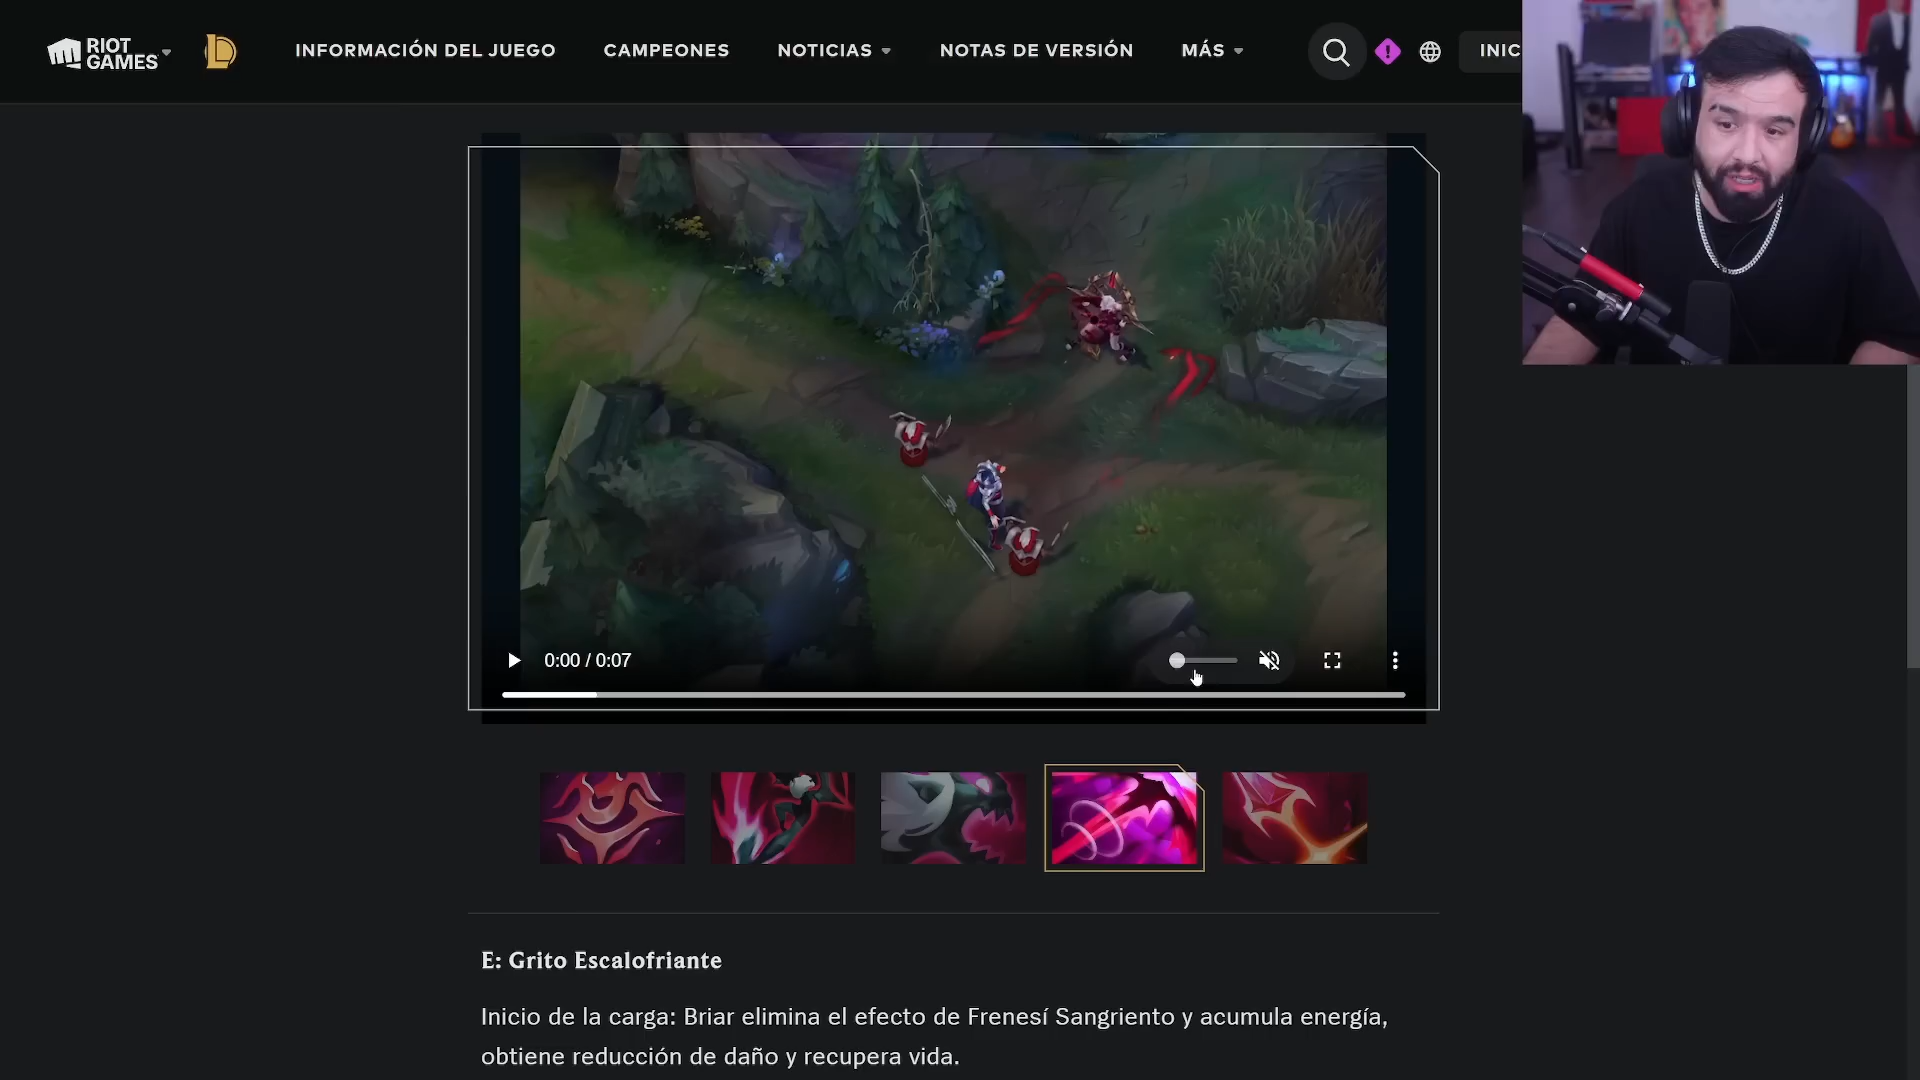 RIOT
GAMES
INFORMACIÓN DEL JUEGO
CAMPEONES
NOTICIAS
NOTAS DE VERSIÓN
MÁS
INIC
0:00 / 0:07
E: Grito Escalofriante
Inicio de la carga: Briar elimina el efecto de Frenesí Sangriento y acumula energía,
obtiene reducción de daño y recupera vida.